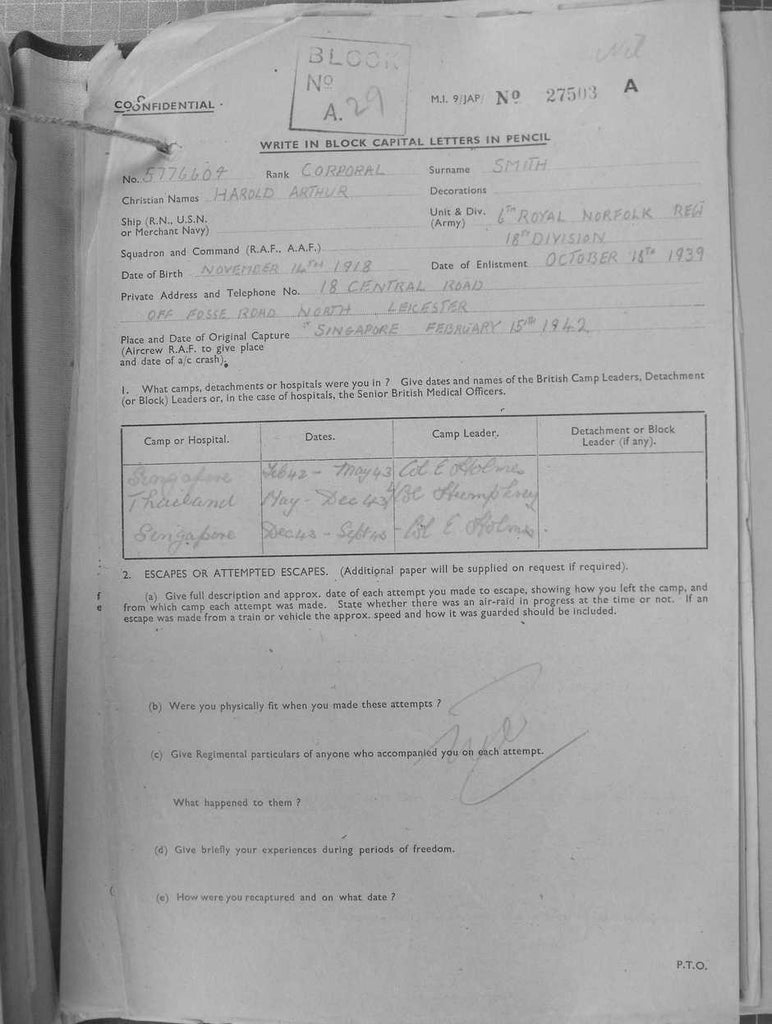 Nil
BLOCK
Nº
A. 29
CONFIDENTIAL.
M.I. 9/JAP/ Nº 27503 A
WRITE IN BLOCK CAPITAL LETTERS IN PENCIL
No. 5776604 Rank CORPORAL Surname SMITH
Christian Names HAROLD ARTHUR Decorations
Ship (R.N., U.S.N. or Merchant Navy)
Unit & Div. (Army) 6TH ROYAL NORFOLK REGT
18TH DIVISION
Squadron and Command (R.A.F., A.A.F.)
Date of Birth NOVEMBER 14TH 1918 Date of Enlistment OCTOBER 18TH 1939
Private Address and Telephone No. 18 CENTRAL ROAD
OFF FOSSE ROAD NORTH LEICESTER
Place and Date of Original Capture SINGAPORE FEBRUARY 15TH 1942
(Aircrew R.A.F. to give place
and date of a/c crash).
1. What camps, detachments or hospitals were you in ? Give dates and names of the British Camp Leaders, Detachment
(or Block) Leaders or, in the case of hospitals, the Senior British Medical Officers.
Camp or Hospital. Dates. Camp Leader. Detachment or Block Leader (if any).
Singapore Feb 42 - May 43 Col E Holmes
Thailand May - Dec 43 Humphrey
Singapore Dec 43 - Sept 45 - Col E Holmes.
2. ESCAPES OR ATTEMPTED ESCAPES. (Additional paper will be supplied on request if required).
(a) Give full description and approx. date of each attempt you made to escape, showing how you left the camp, and
from which camp each attempt was made. State whether there was an air-raid in progress at the time or not. If an
escape was made from a train or vehicle the approx. speed and how it was guarded should be included.
(b) Were you physically fit when you made these attempts ?
(c) Give Regimental particulars of anyone who accompanied you on each attempt.
What happened to them ?
(d) Give briefly your experiences during periods of freedom.
(e) How were you recaptured and on what date ?
P.T.O.